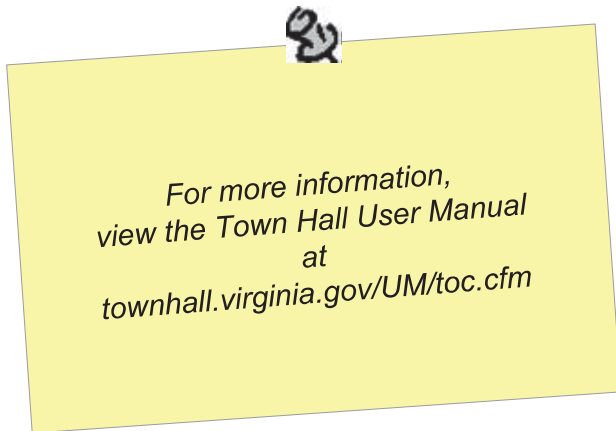 For more information,
view the Town Hall User Manual
at
townhall.virginia.gov/UM/toc.cfm